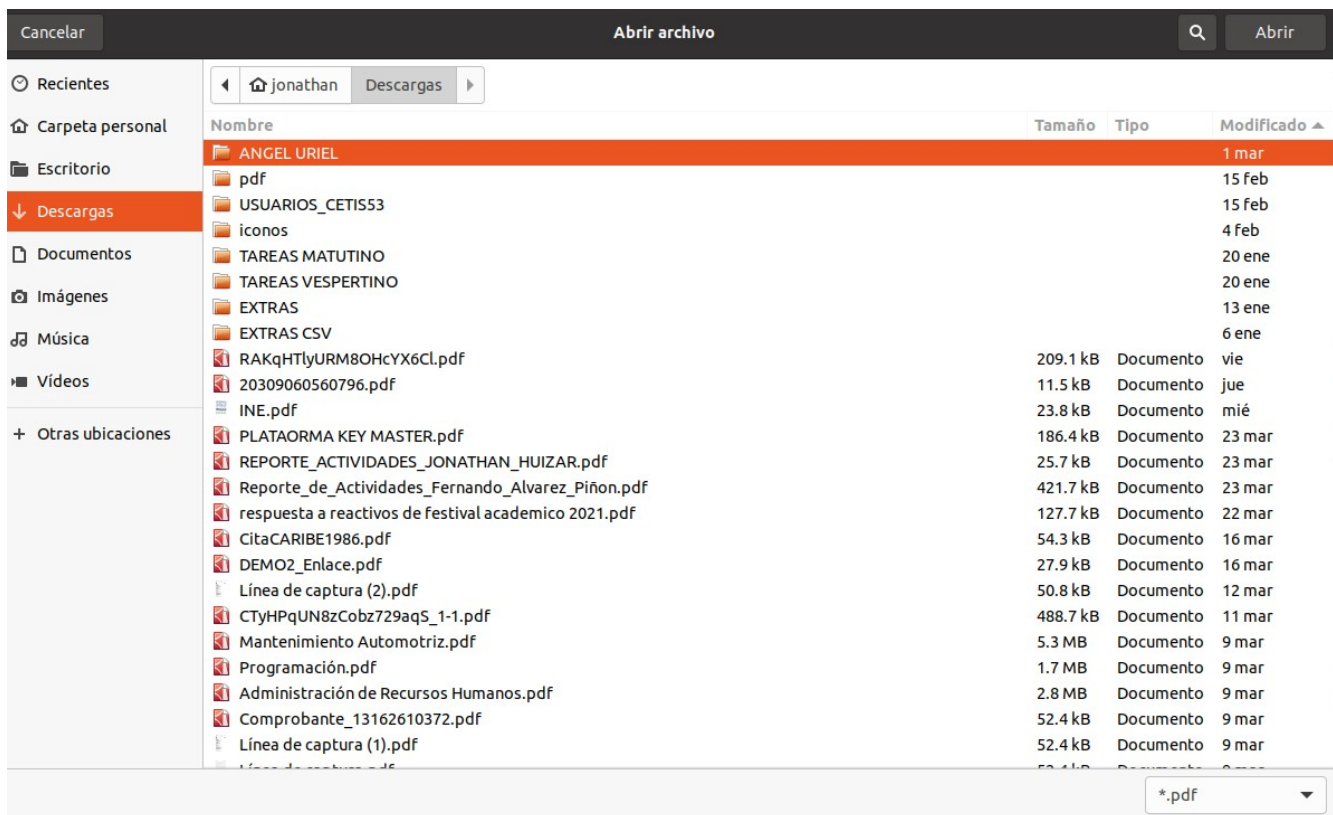 Cancelar Abrir archivo Abrir
Recientes
Carpeta personal
Escritorio
Descargas
Documentos
Imágenes
Música
Vídeos
+ Otras ubicaciones
jonathan Descargas
Nombre Tamaño Tipo Modificado
ANGEL URIEL 1 mar
pdf 15 feb
USUARIOS_CETIS53 15 feb
iconos 4 feb
TAREAS MATUTINO 20 ene
TAREAS VESPERTINO 20 ene
EXTRAS 13 ene
EXTRAS CSV 6 ene
RAKqHTlyURM8OHcYX6Cl.pdf 209.1 kB Documento vie
20309060560796.pdf 11.5 kB Documento jue
INE.pdf 23.8 kB Documento mié
PLATAORMA KEY MASTER.pdf 186.4 kB Documento 23 mar
REPORTE_ACTIVIDADES_JONATHAN_HUIZAR.pdf 25.7 kB Documento 23 mar
Reporte_de_Actividades_Fernando_Alvarez_Piñon.pdf 421.7 kB Documento 23 mar
respuesta a reactivos de festival academico 2021.pdf 127.7 kB Documento 22 mar
CitaCARIBE1986.pdf 54.3 kB Documento 16 mar
DEMO2_Enlace.pdf 27.9 kB Documento 16 mar
Línea de captura (2).pdf 50.8 kB Documento 12 mar
CTyHPqUN8zCobz729aqS_1-1.pdf 488.7 kB Documento 11 mar
Mantenimiento Automotriz.pdf 5.3 MB Documento 9 mar
Programación.pdf 1.7 MB Documento 9 mar
Administración de Recursos Humanos.pdf 2.8 MB Documento 9 mar
Comprobante_13162610372.pdf 52.4 kB Documento 9 mar
Línea de captura (1).pdf 52.4 kB Documento 9 mar
*.pdf